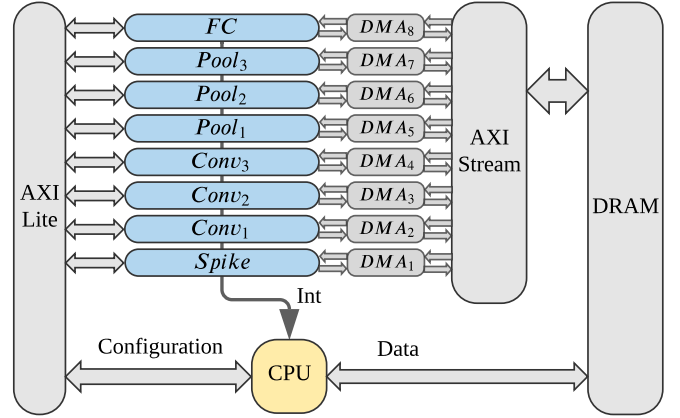 FC DMA₈
Pool₃ DMA₇
Pool₂ DMA₆
Pool₁ DMA₅
Conv₃ DMA₄
Conv₂ DMA₃
Conv₁ DMA₂
Spike DMA₁
AXI
Lite
AXI
Stream
DRAM
Int
Configuration
Data
CPU